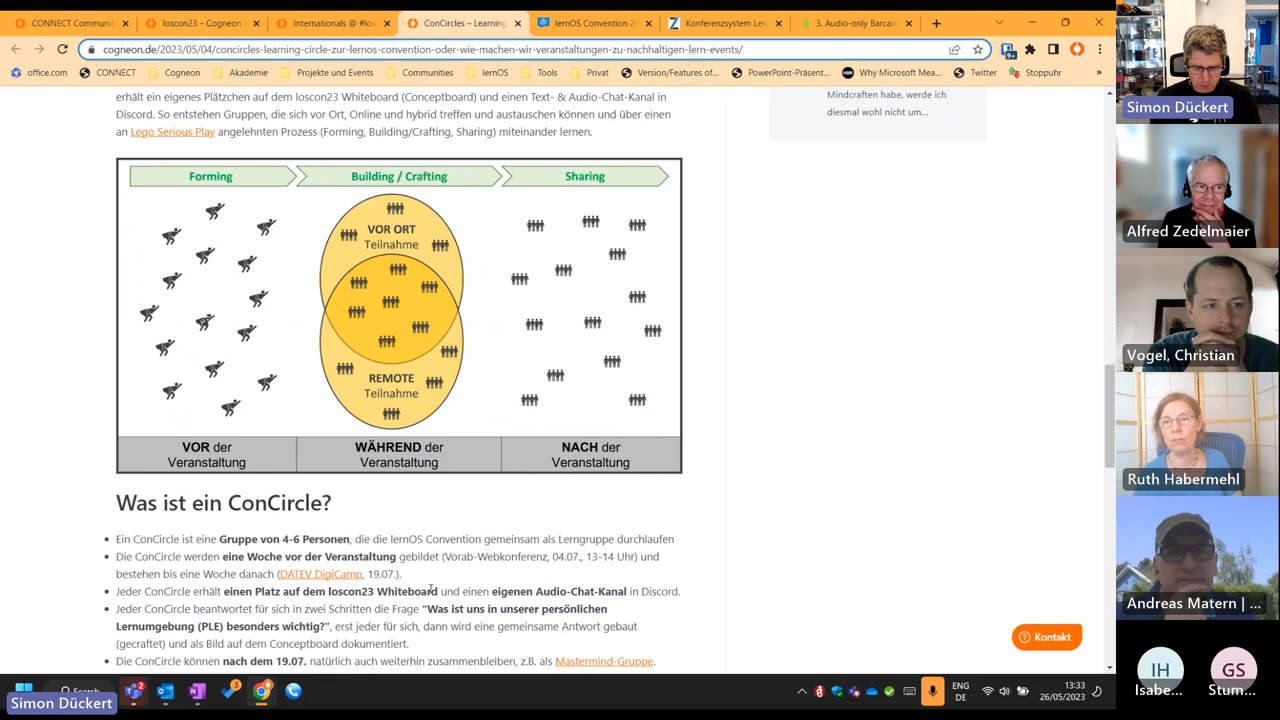 CONNECT Communit
loscon23 – Cogneon
Internationals @ #los
ConCircles – Learning
lernOS Convention 20
Konferenzsystem Ler
3. Audio-only Barcam
cogneon.de/2023/05/04/concircles-learning-circle-zur-lernos-convention-oder-wie-machen-wir-veranstaltungen-zu-nachhaltigen-lern-events/
office.com
CONNECT
Cogneon
Akademie
Projekte und Events
Communities
lernOS
Tools
Privat
Version/Features of...
PowerPoint-Präsent...
Why Microsoft Mea...
Twitter
Stoppuhr
»
erhält ein eigenes Plätzchen auf dem loscon23 Whiteboard (Conceptboard) und einen Text- & Audio-Chat-Kanal in
Discord. So entstehen Gruppen, die sich vor Ort, Online und hybrid treffen und austauschen können und über einen
an Lego Serious Play angelehnten Prozess (Forming, Building/Crafting, Sharing) miteinander lernen.
Mindcraften habe, werde ich
diesmal wohl nicht um...
Forming
Building / Crafting
Sharing
VOR ORT
Teilnahme
REMOTE
Teilnahme
VOR der
Veranstaltung
WÄHREND der
Veranstaltung
NACH der
Veranstaltung
Was ist ein ConCircle?
Ein ConCircle ist eine Gruppe von 4-6 Personen, die die lernOS Convention gemeinsam als Lerngruppe durchlaufen
Die ConCircle werden eine Woche vor der Veranstaltung gebildet (Vorab-Webkonferenz, 04.07., 13-14 Uhr) und
bestehen bis eine Woche danach (DATEV DigiCamp, 19.07.).
Jeder ConCircle erhält einen Platz auf dem loscon23 Whiteboard und einen eigenen Audio-Chat-Kanal in Discord.
Jeder ConCircle beantwortet für sich in zwei Schritten die Frage “Was ist uns in unserer persönlichen
Lernumgebung (PLE) besonders wichtig?”, erst jeder für sich, dann wird eine gemeinsame Antwort gebaut
(gecraftet) und als Bild auf dem Conceptboard dokumentiert.
Die ConCircle können nach dem 19.07. natürlich auch weiterhin zusammenbleiben, z.B. als Mastermind-Gruppe.
Kontakt
Simon Dückert
Alfred Zedelmaier
Vogel, Christian
Ruth Habermehl
Andreas Matern | ...
IH
Isabe...
GS
Stum...
Simon Dückert
Search
3
ENG
DE
13:33
26/05/2023